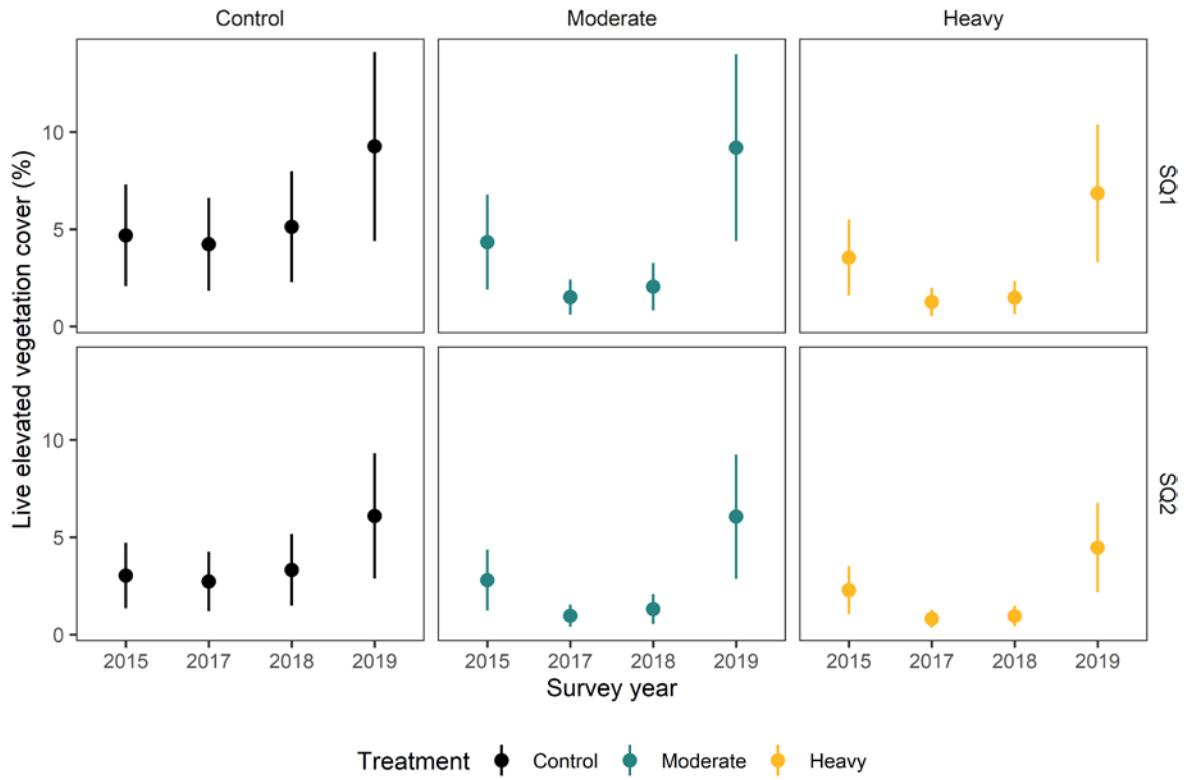 Control Moderate Heavy
Live elevated vegetation cover (%)
10
5
0
SQ1
10
5
0
SQ2
2015 2017 2018 2019 2015 2017 2018 2019 2015 2017 2018 2019
Survey year
Treatment Control Moderate Heavy